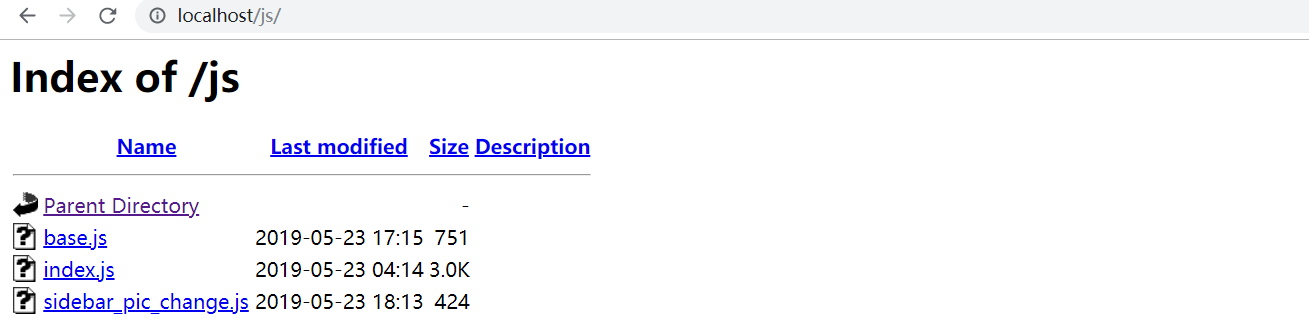 localhost/js/
Index of /js
Name Last modified Size Description
Parent Directory -
base.js 2019-05-23 17:15 751
index.js 2019-05-23 04:14 3.0K
sidebar_pic_change.js 2019-05-23 18:13 424